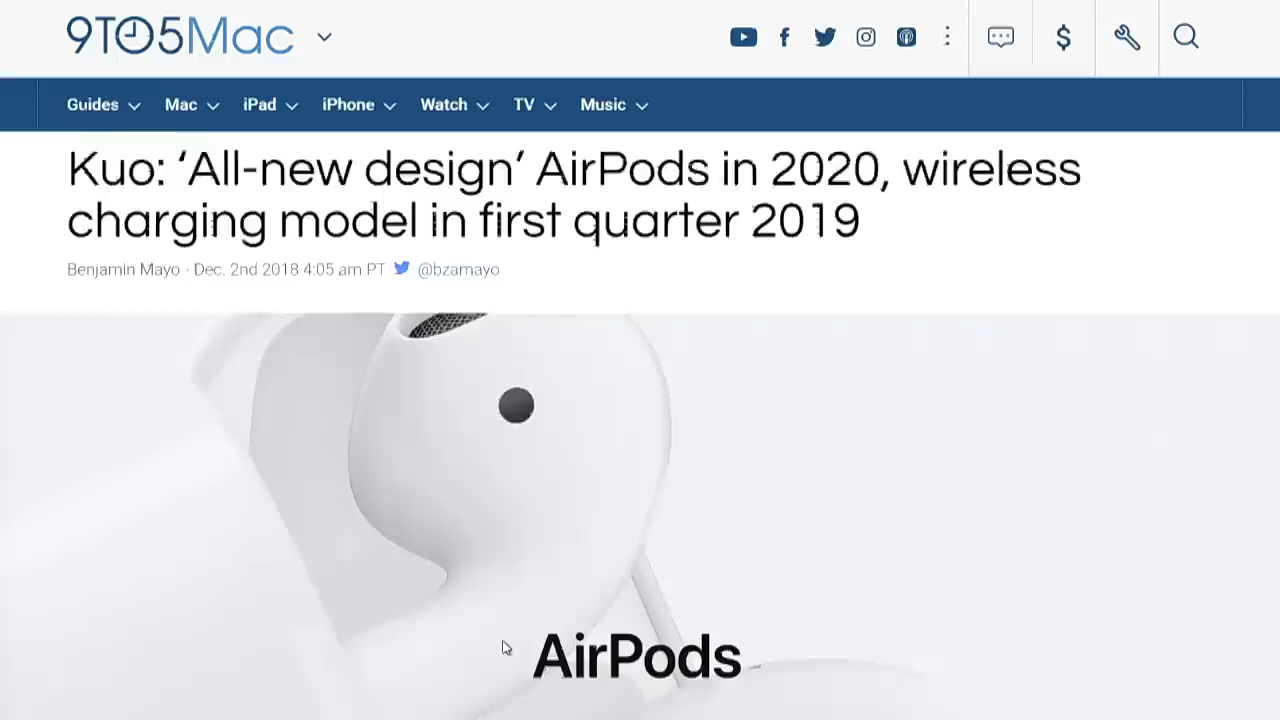 9TO5Mac
Guides Mac iPad iPhone Watch TV Music
Kuo: ‘All-new design’ AirPods in 2020, wireless
charging model in first quarter 2019
Benjamin Mayo - Dec. 2nd 2018 4:05 am PT @bzamayo
AirPods